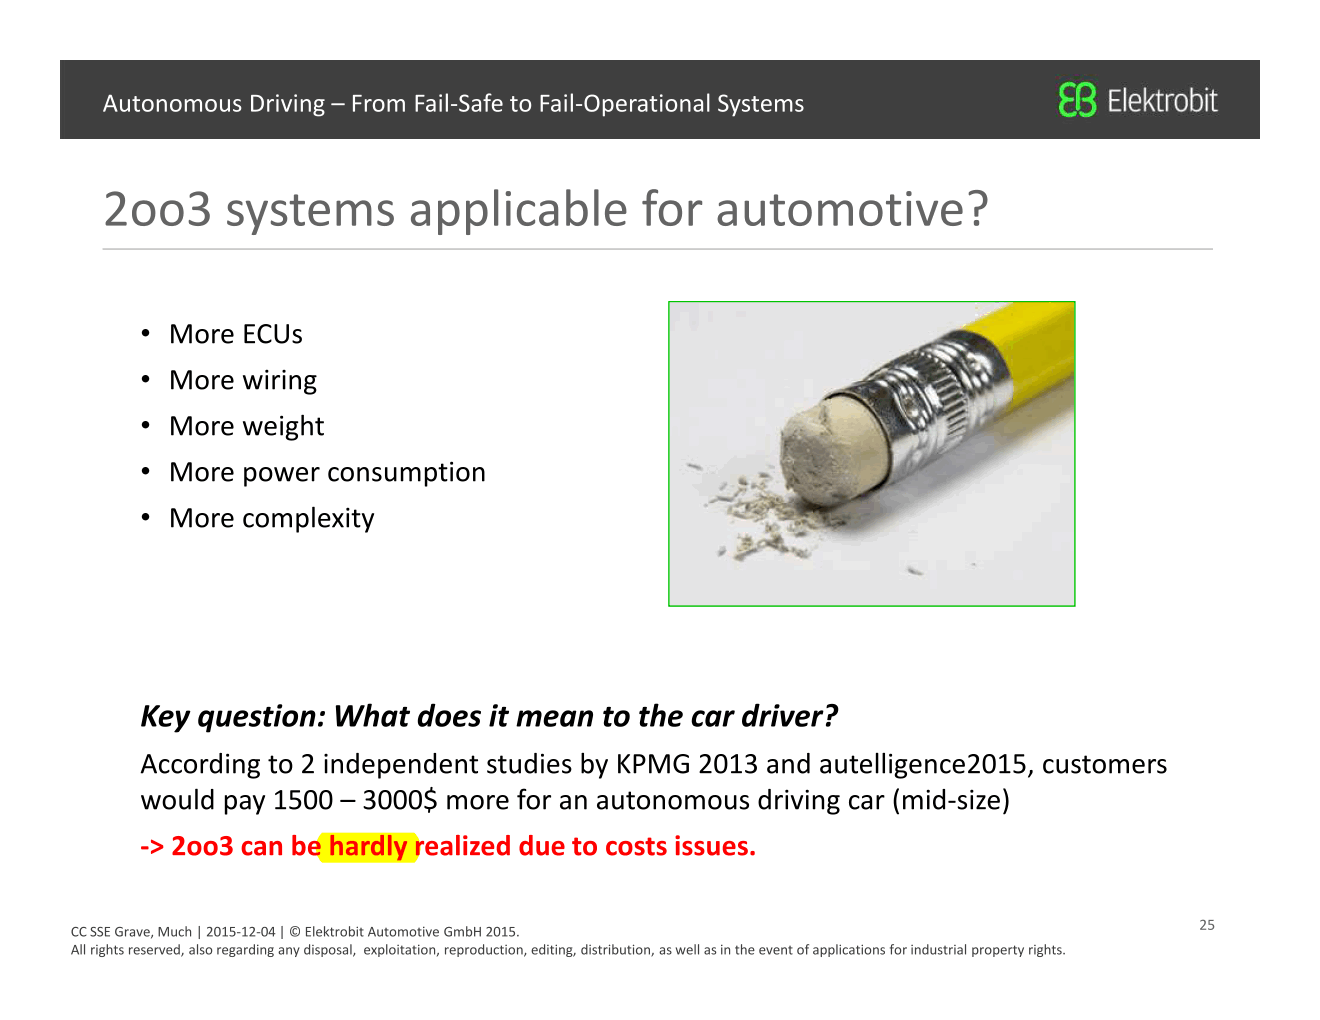 Autonomous Driving – From Fail-Safe to Fail-Operational Systems
Elektrobit
2oo3 systems applicable for automotive?
• More ECUs
• More wiring
• More weight
• More power consumption
• More complexity
Key question: What does it mean to the car driver?
According to 2 independent studies by KPMG 2013 and autelligence2015, customers
would pay 1500 – 3000$ more for an autonomous driving car (mid-size)
-> 2oo3 can be hardly realized due to costs issues.
CC SSE Grave, Much | 2015-12-04 | © Elektrobit Automotive GmbH 2015.
All rights reserved, also regarding any disposal, exploitation, reproduction, editing, distribution, as well as in the event of applications for industrial property rights.
25